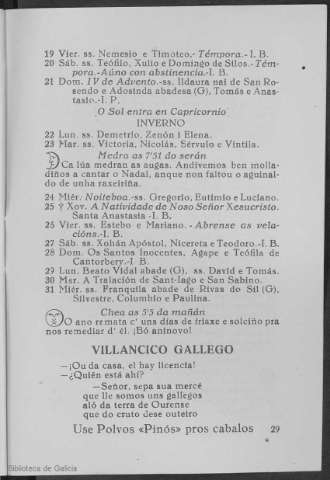 19 Vier. ss. Nemesio e Timoteo.- Témpora.- I. B.
20 Sáb. ss. Teófilo, Xulio e Domingo de Silos.- Tém-
pora.-Aúno con abstinencia.-I. B.
21 Dom. IV de Advento.-ss. Ildaura nai de San Ro-
sendo e Adosinda abadesa (G), Tomás e Anas-
tasio.-I. P.
O Sol entra en Capricornio
INVERNO
22 Lun. ss. Demetrio, Zenón i Elena.
23 Mar. ss. Victoria, Nicolás, Sérvulo e Vintila.
Medra as 7'51 do serán
Ca lúa medran as augas. Andivemos ben molla-
diños a cantar o Nadal, anque non faltou o aguinal-
do de unha raxeiriña.
24 Miér. Noiteboa.-ss. Gregorio, Eutimio e Luciano.
25 † Xov. A Natividade de Noso Señor Xesucristo.
Santa Anastasia -I. B.
26 Vier. ss. Estebo e Mariano. - Abrense as vela-
cións.-I. B.
27 Sáb. ss. Xohán Apóstol, Nicereta e Teodoro.-I. B.
28 Dom. Os Santos Inocentes, Agape e Teófila de
Cantorbery.-I. B.
29 Lun. Beato Vidal abade (G), ss. David e Tomás.
30 Mar. A Tralación de Sant-Iago e San Sabino.
31 Miér. ss. Franquila abade de Rivas do Sil (G),
Silvestre, Columbio e Paulina.
Chea as 3'5 da mañán
O ano remata c' uns días de friaxe e solciño pra
nos remediar d' él. ¡Bó aninovo!
VILLANCICO GALLEGO
—¡Ou da casa, el hay licencia!
—¿Quién está ahí?
—Señor, sepa sua mercé
que lle somos uns gallegos
aló da terra de Ourense
que do cruto dese outeiro
Use Polvos «Pinós» pros cabalos 29
Biblioteca de Galicia